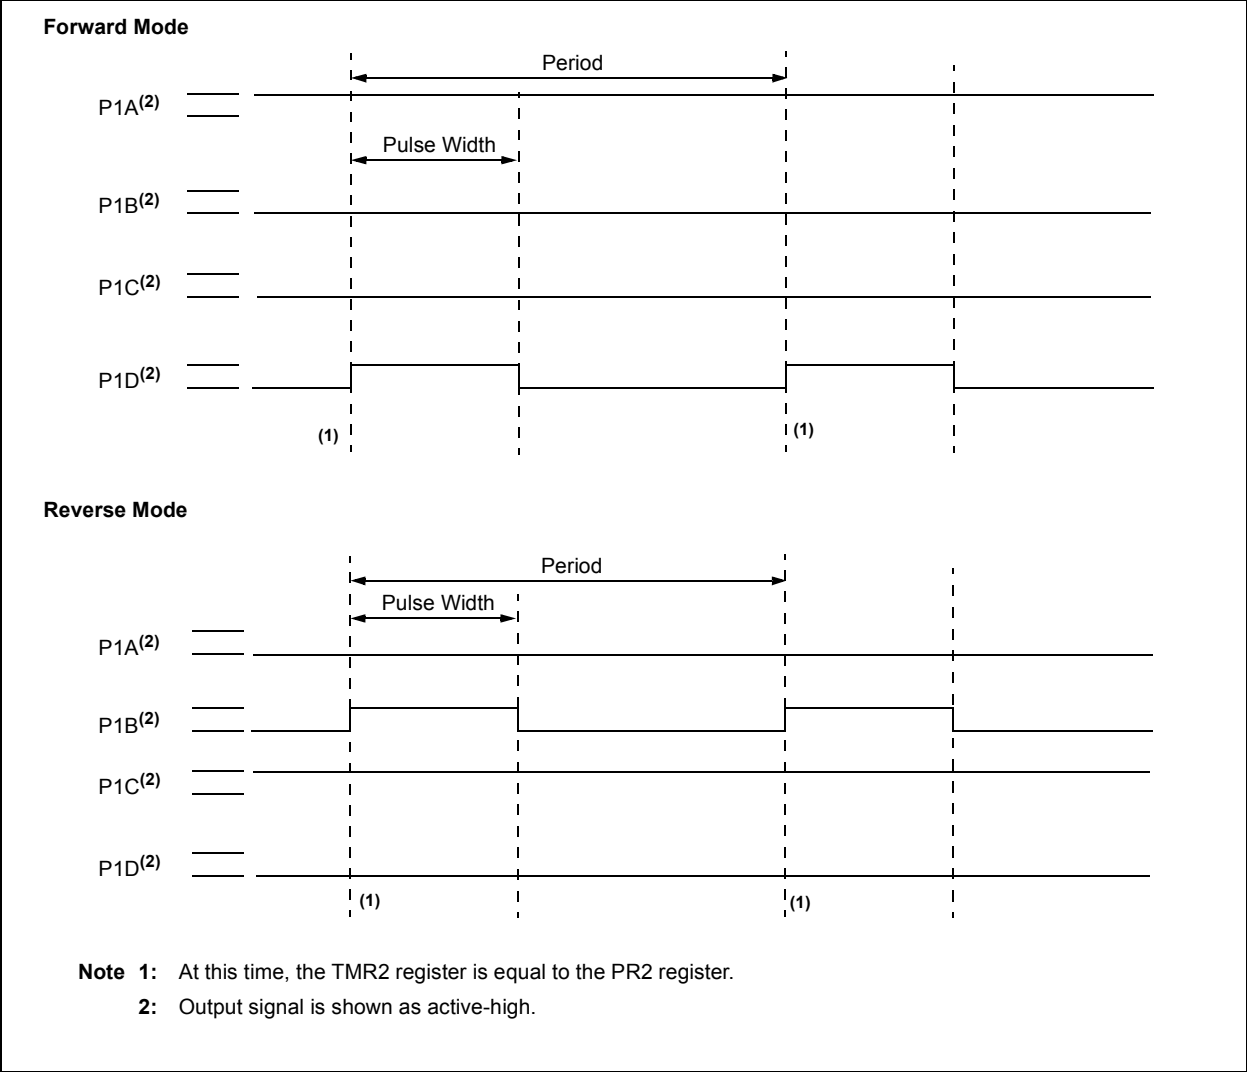 Forward Mode
Period
P1A(2)
Pulse Width
P1B(2)
P1C(2)
P1D(2)
(1)
(1)
Reverse Mode
Period
Pulse Width
P1A(2)
P1B(2)
P1C(2)
P1D(2)
(1)
(1)
Note 1: At this time, the TMR2 register is equal to the PR2 register.
2: Output signal is shown as active-high.